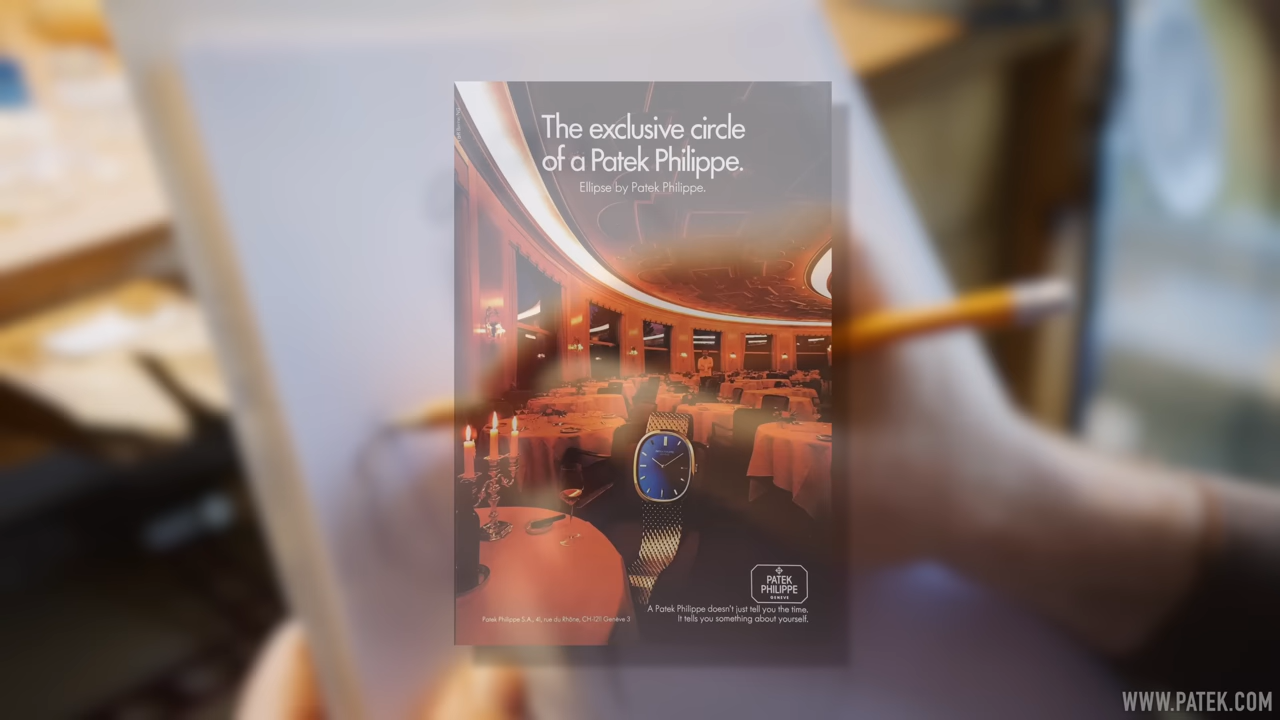 The exclusive circle
of a Patek Philippe.
Ellipse by Patek Philippe.
PATEK
PHILIPPE
GENEVE
A Patek Philippe doesn't just tell you the time.
It tells you something about yourself.
Patek Philippe S.A., 41, rue du Rhône, CH-1211 Genève 3
WWW.PATEK.COM